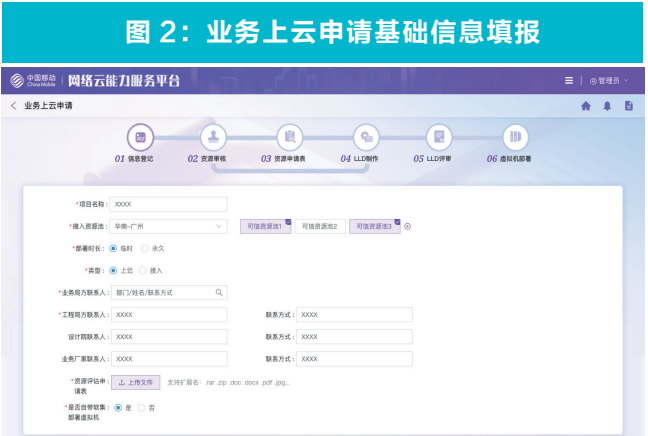 图 2：业务上云申请基础信息填报
中国移动 China Mobile 网络云能力服务平台 管理员
业务上云申请
01 信息登记 02 资源审核 03 资源申请表 04 LLD制作 05 LLD评审 06 虚拟机部署
*项目名称： XXXX
*接入资源池： 华南-广州 可信资源池1 可信资源池2 可信资源池3
*部署时长： 临时 永久
*类型： 上云 接入
*业务局方联系人： 部门/姓名/联系方式
*工程局方联系人： XXXX 联系方式： XXXX
设计院联系人： XXXX 联系方式： XXXX
业务厂家联系人： XXXX 联系方式： XXXX
*资源评估申： 上传文件 支持扩展名：.rar .zip .doc .docx .pdf .jpg...
请表
*是否自带软集： 是 否
部署虚拟机